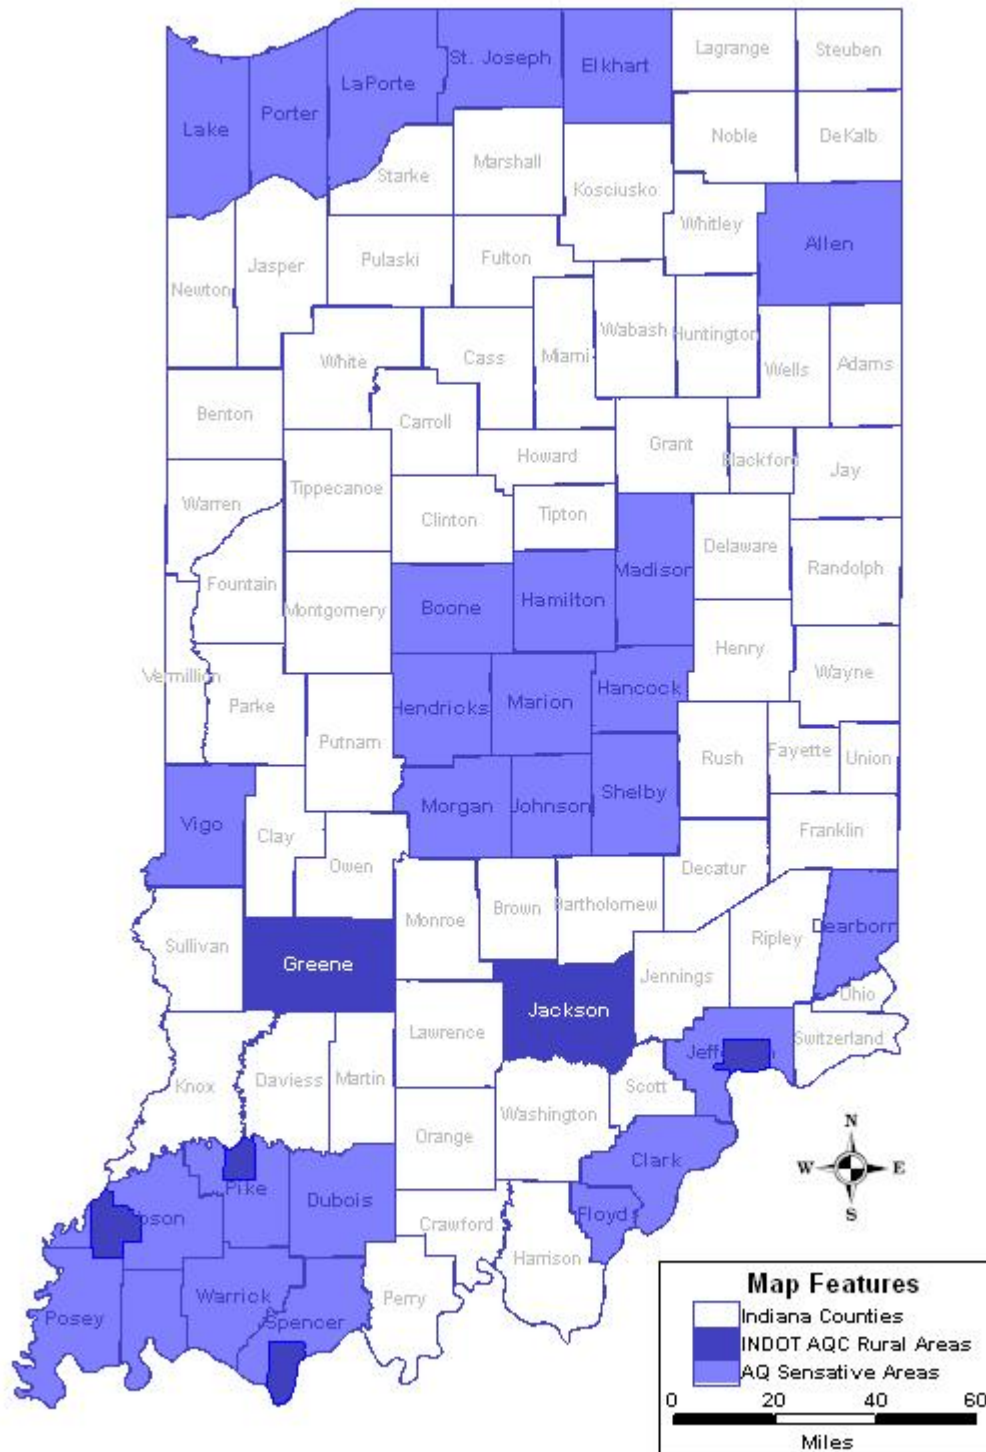 Lagrange
Steuben
St. Joseph
Elkhart
LaPorte
Porter
Lake
Noble
DeKalb
Marshall
Starke
Kosciusko
Whitley
Allen
Pulaski
Fulton
Jasper
Newton
Wabash
Huntington
White
Cass
Miami
Wells
Adams
Benton
Carroll
Grant
Howard
Blackford
Jay
Tippecanoe
Warren
Clinton
Tipton
Delaware
Madison
Randolph
Fountain
Boone
Hamilton
Montgomery
Henry
Wayne
Vermillion
Parke
Hendricks
Marion
Hancock
Putnam
Rush
Fayette
Union
Morgan
Johnson
Shelby
Vigo
Clay
Franklin
Owen
Decatur
Monroe
Brown
Bartholomew
Dearborn
Sullivan
Ripley
Greene
Jennings
Ohio
Jackson
Lawrence
Switzerland
Jeff
n
Knox
Daviess
Martin
Scott
Washington
Orange
Clark
N
W
E
S
Pike
Dubois
bson
Floyd
Crawford
Harrison
Posey
Warrick
Spencer
Perry
Map Features
Indiana Counties
INDOT AQC Rural Areas
AQ Sensative Areas
0 20 40 60
Miles